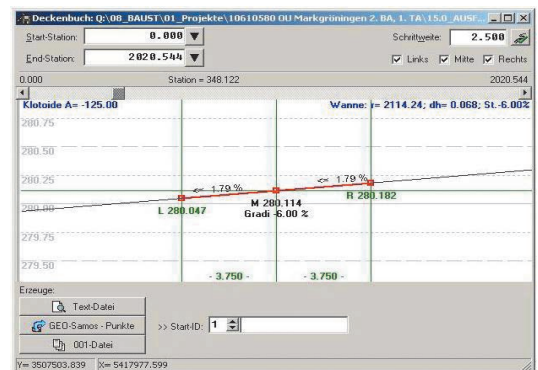 Deckenbuch: Q:\08_BAUST\01_Projekte\10610580 OU Markgröningen 2. BA, 1. TA\15.0_AUSF...
Start-Station: 0.000 Schrittweite: 2.500
End-Station: 2020.544 Links Mitte Rechts
0.000 Station = 348.122 2020.544
Klotoide A= -125.00 Wanne: r= 2114.24; dh= 0.068; St.-6.00%
280.75
280.50
280.25
<< 1.79 % << 1.79 %
L 280.047 M 280.114 R 280.182
Gradi -6.00 %
280.00
279.75
279.50
- 3.750 - - 3.750 -
Erzeuge:
Text-Datei
GEO-Samos - Punkte >> Start-ID: 1
001-Datei
Y= 3507503.839 X= 5417977.599